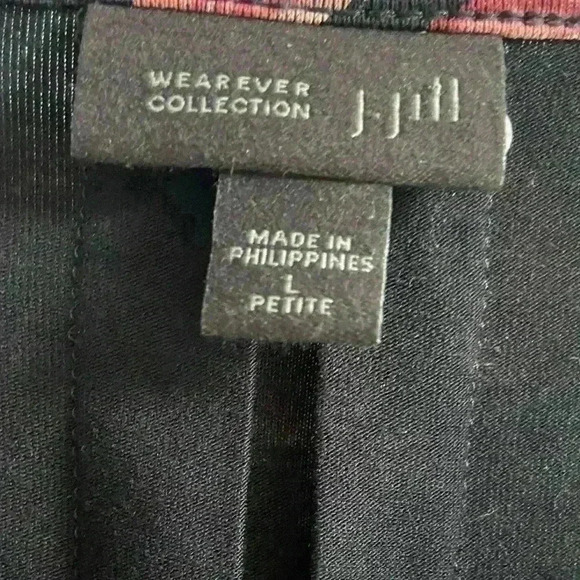 WEAREVER
COLLECTION
J.Jill
MADE IN
PHILIPPINES
L
PETITE